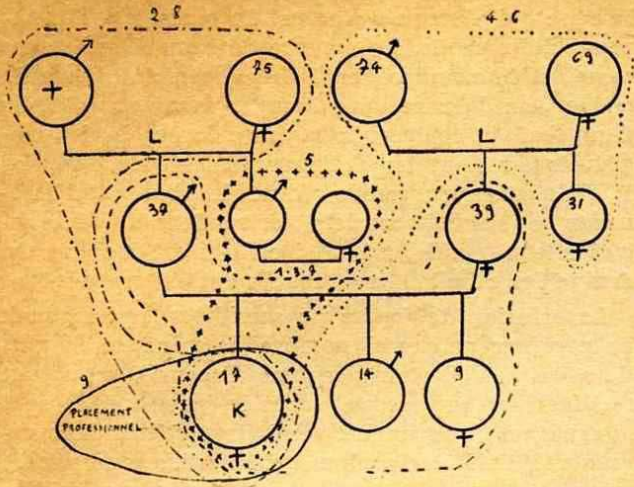 2·8
4·6
75
74
69
L
L
5
37
39
31
1·3·7
17
14
9
9
K
PLACEMENT
PROFESSIONNEL